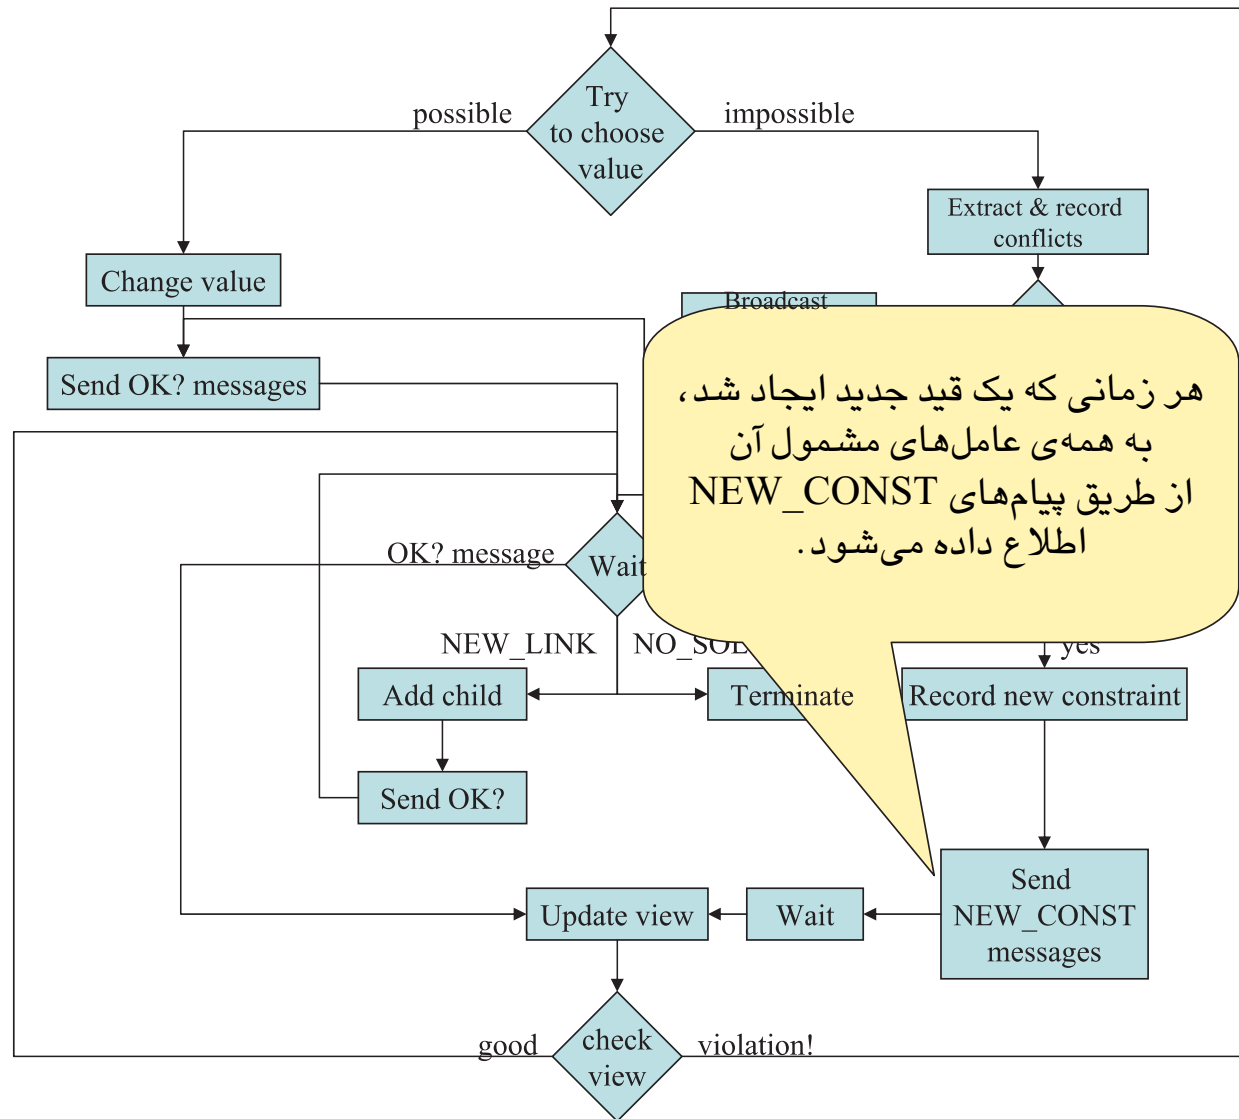 Try
to choose
value
possible
impossible
Extract & record
conflicts
Change value
Broadcast
Send OK? messages
هر زمانی که یک قید جدید ایجاد شد،
به همه‌ی عامل‌های مشمول آن
از طریق پیام‌های NEW_CONST
اطلاع داده می‌شود.
OK? message
Wait
NEW_LINK
yes
Add child
Terminate
Record new constraint
Send OK?
Send
NEW_CONST
messages
Update view
Wait
good
check
view
violation!